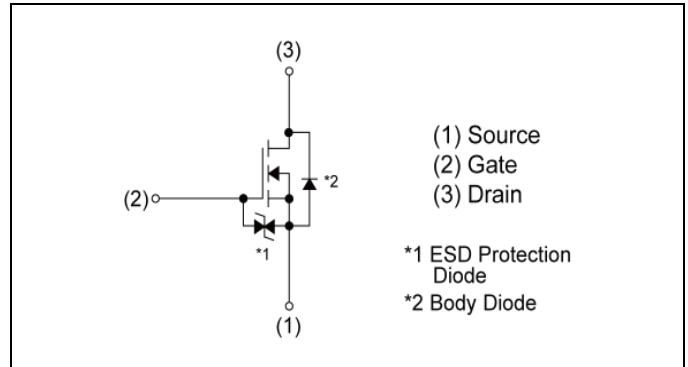 (3)
(2)
*2
*1
(1)
(1) Source
(2) Gate
(3) Drain
*1 ESD Protection
Diode
*2 Body Diode